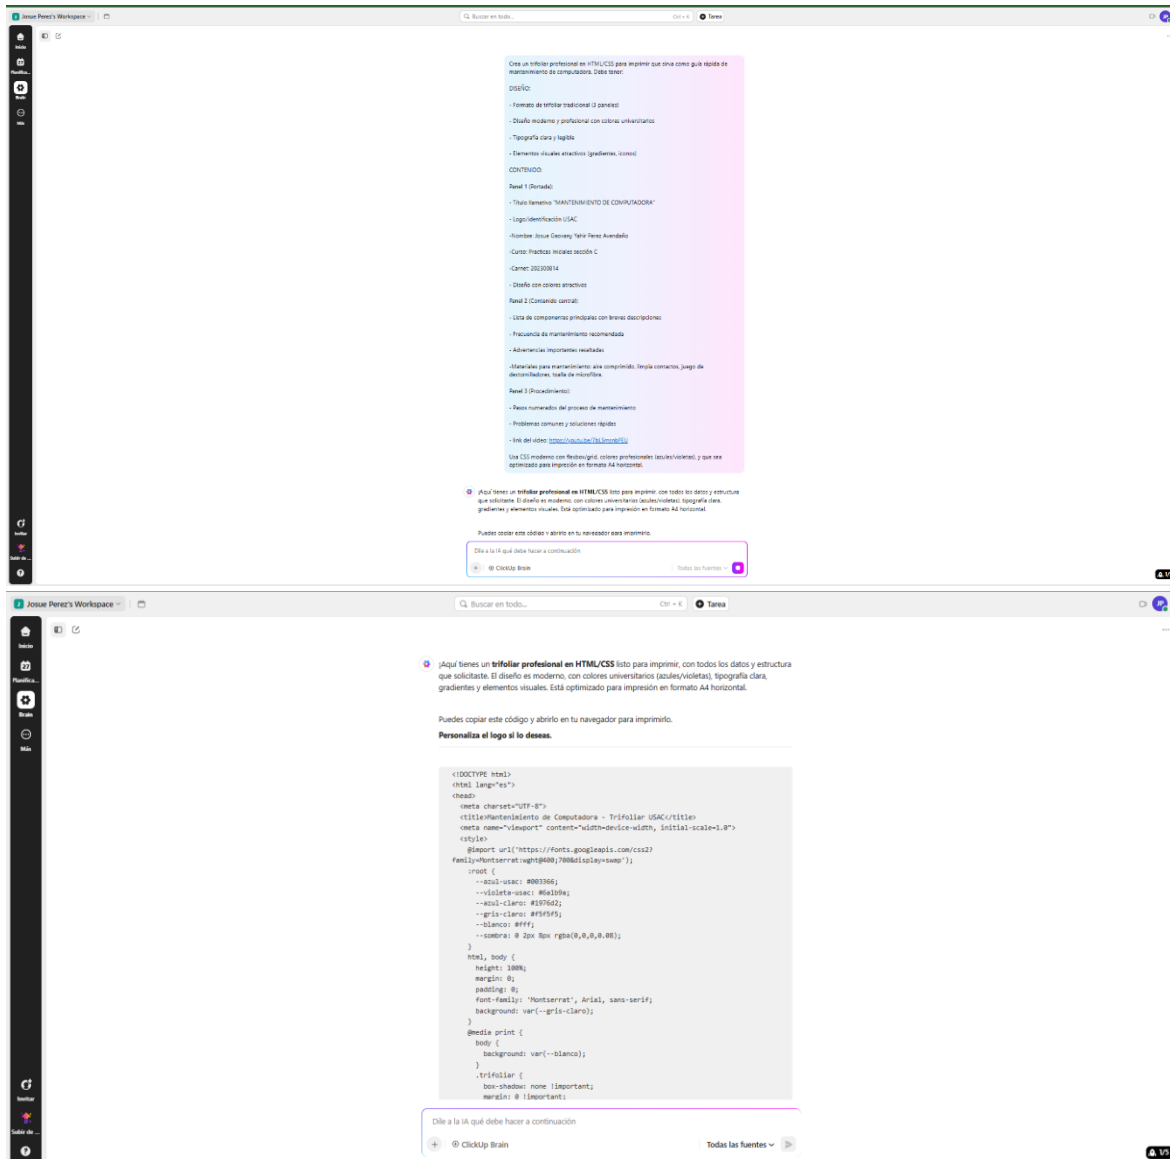 Josue Perez's Workspace
Buscar en todo...
Ctrl + K
Tarea
JP
Inicio
Planifica...
Brain
Más
Crea un trifoliar profesional en HTML/CSS para imprimir que sirva como guía rápida de
mantenimiento de computadora. Debe tener:
DISEÑO:
- Formato de trifoliar tradicional (3 paneles)
- Diseño moderno y profesional con colores universitarios
- Tipografía clara y legible
- Elementos visuales atractivos (gradientes, iconos)
CONTENIDO:
Panel 1 (Portada):
- Título llamativo "MANTENIMIENTO DE COMPUTADORA"
- Logo/identificación USAC
-Nombre: Josue Geovany Yahir Perez Avendaño
-Curso: Practicas Iniciales sección C
-Carnet: 202300814
- Diseño con colores atractivos
Panel 2 (Contenido central):
- Lista de componentes principales con breves descripciones
- Frecuencia de mantenimiento recomendada
- Advertencias importantes resaltadas
-Materiales para mantenimiento: aire comprimido, limpia contactos, juego de
destornilladores, toalla de microfibra.
Panel 3 (Procedimiento):
- Pasos numerados del proceso de mantenimiento
- Problemas comunes y soluciones rápidas
- link del video:
Usa CSS moderno con flexbox/grid, colores profesionales (azules/violetas), y que sea
optimizado para impresión en formato A4 horizontal.
¡Aquí tienes un trifoliar profesional en HTML/CSS listo para imprimir, con todos los datos y estructura
que solicitaste. El diseño es moderno, con colores universitarios (azules/violetas), tipografía clara,
gradientes y elementos visuales. Está optimizado para impresión en formato A4 horizontal.
Puedes copiar este código y abrirlo en tu navegador para imprimirlo.
Dile a la IA qué debe hacer a continuación
ClickUp Brain
Todas las fuentes
Invitar
Subir de ...
Josue Perez's Workspace
Buscar en todo...
Ctrl + K
Tarea
JP
Inicio
Planifica...
Brain
Más
¡Aquí tienes un trifoliar profesional en HTML/CSS listo para imprimir, con todos los datos y estructura
que solicitaste. El diseño es moderno, con colores universitarios (azules/violetas), tipografía clara,
gradientes y elementos visuales. Está optimizado para impresión en formato A4 horizontal.
Puedes copiar este código y abrirlo en tu navegador para imprimirlo.
Personaliza el logo si lo deseas.
<!DOCTYPE html>
<html lang="es">
<head>
<meta charset="UTF-8">
<title>Mantenimiento de Computadora - Trifoliar USAC</title>
<meta name="viewport" content="width=device-width, initial-scale=1.0">
<style>
@import url('https://fonts.googleapis.com/css2?
family=Montserrat:wght@400;700&display=swap');
:root {
--azul-usac: #003366;
--violeta-usac: #6a1b9a;
--azul-claro: #1976d2;
--gris-claro: #f5f5f5;
--blanco: #fff;
--sombra: 0 2px 8px rgba(0,0,0,0.08);
}
html, body {
height: 100%;
margin: 0;
padding: 0;
font-family: 'Montserrat', Arial, sans-serif;
background: var(--gris-claro);
}
@media print {
body {
background: var(--blanco);
}
.trifoliar {
box-shadow: none !important;
margin: 0 !important;
Dile a la IA qué debe hacer a continuación
ClickUp Brain
Todas las fuentes
Invitar
Subir de ...